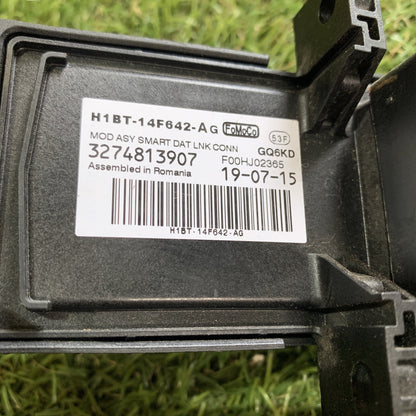 H1BT-14F642-AG FoMoCo 53F
MOD ASY SMART DAT LNK CONN GQ6KD
3274813907 F00HJ02365
Assembled in Romania 19-07-15
H1BT-14F642-AG